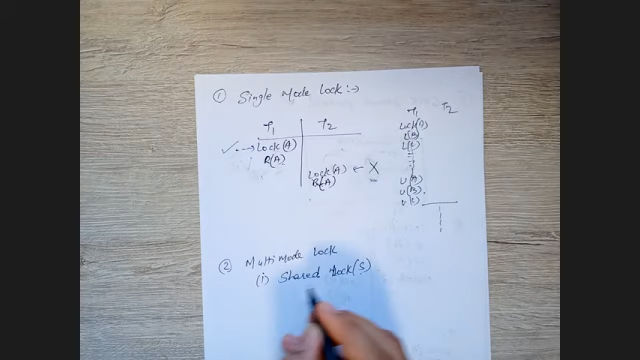 ① Single Mode Lock :→
T1 T2
Lock(A)
R(A)
Lock(A) ← X
R(A)
T1 T2
Lock(A)
L(B)
L(C)
U(A)
U(B)
U(C)
② Multimode Lock
(i) Shared Lock(S)